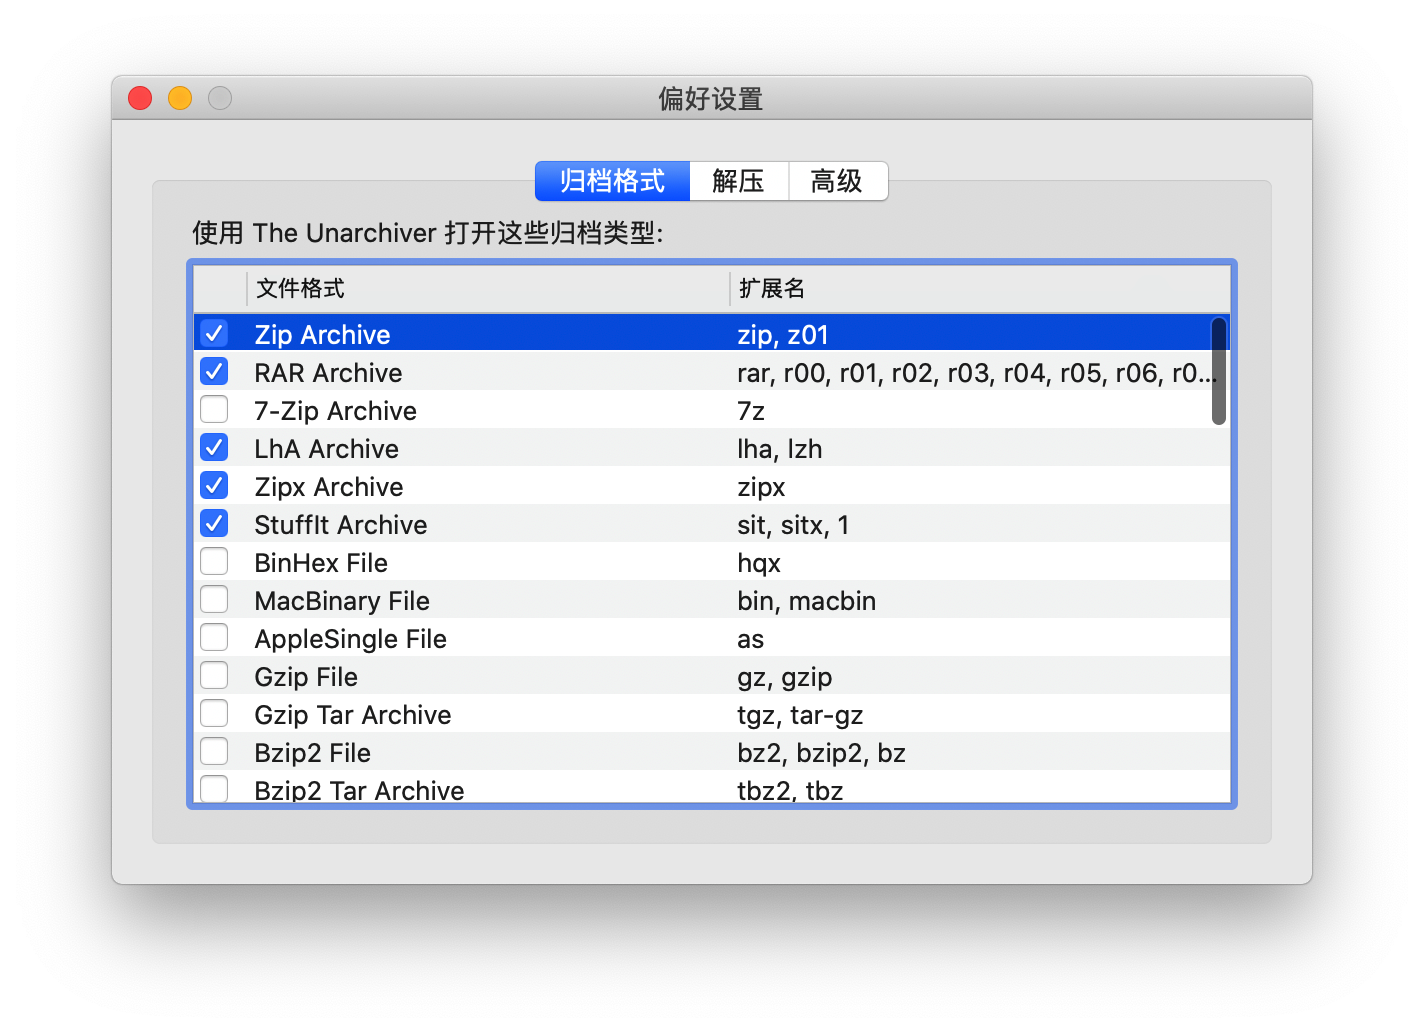 偏好设置
归档格式 解压 高级
使用 The Unarchiver 打开这些归档类型:
文件格式 扩展名
Zip Archive zip, z01
RAR Archive rar, r00, r01, r02, r03, r04, r05, r06, r0...
7-Zip Archive 7z
LhA Archive lha, lzh
Zipx Archive zipx
StuffIt Archive sit, sitx, 1
BinHex File hqx
MacBinary File bin, macbin
AppleSingle File as
Gzip File gz, gzip
Gzip Tar Archive tgz, tar-gz
Bzip2 File bz2, bzip2, bz
Bzip2 Tar Archive tbz2, tbz